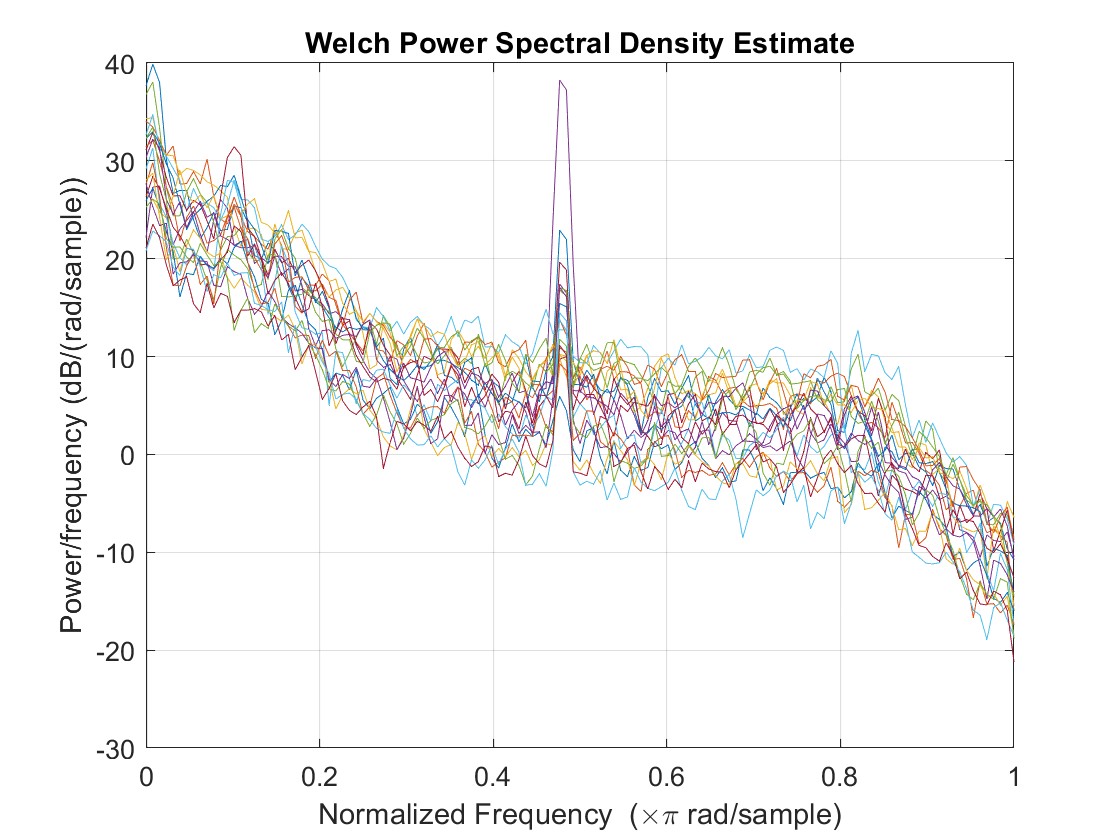 Welch Power Spectral Density Estimate
40
30
20
10
0
-10
-20
-30
Power/frequency (dB/(rad/sample))
0 0.2 0.4 0.6 0.8 1
Normalized Frequency (×π rad/sample)